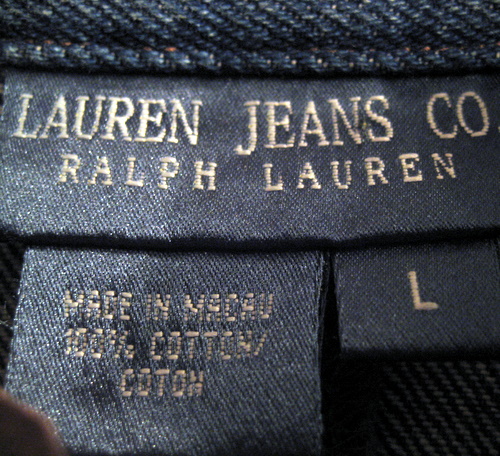 LAUREN JEANS CO
RALPH LAUREN
MADE IN MACAU
100% COTTON/
COTON
L